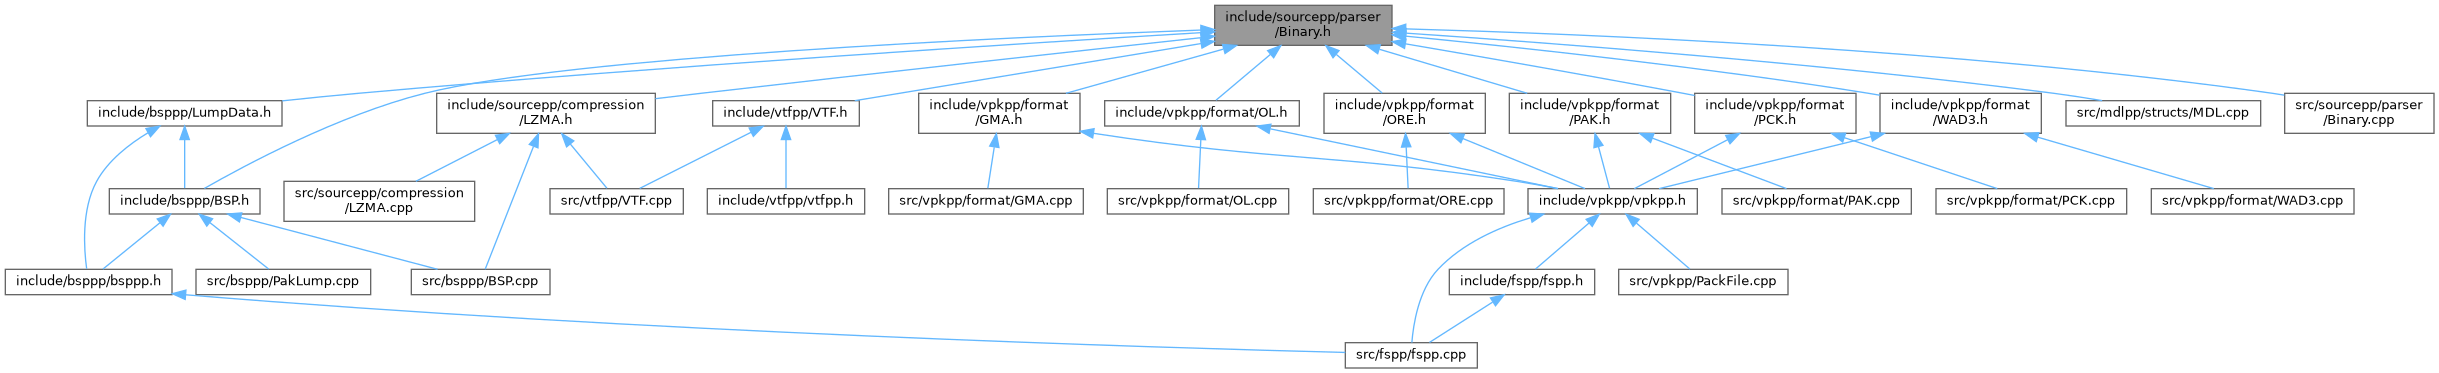 include/sourcepp/parser
/Binary.h
include/bsppp/LumpData.h
include/sourcepp/compression
/LZMA.h
include/vtfpp/VTF.h
include/vpkpp/format
/GMA.h
include/vpkpp/format/OL.h
include/vpkpp/format
/ORE.h
include/vpkpp/format
/PAK.h
include/vpkpp/format
/PCK.h
include/vpkpp/format
/WAD3.h
src/mdlpp/structs/MDL.cpp
src/sourcepp/parser
/Binary.cpp
include/bsppp/BSP.h
src/sourcepp/compression
/LZMA.cpp
src/vtfpp/VTF.cpp
include/vtfpp/vtfpp.h
src/vpkpp/format/GMA.cpp
src/vpkpp/format/OL.cpp
src/vpkpp/format/ORE.cpp
include/vpkpp/vpkpp.h
src/vpkpp/format/PAK.cpp
src/vpkpp/format/PCK.cpp
src/vpkpp/format/WAD3.cpp
include/bsppp/bsppp.h
src/bsppp/PakLump.cpp
src/bsppp/BSP.cpp
include/fspp/fspp.h
src/vpkpp/PackFile.cpp
src/fspp/fspp.cpp